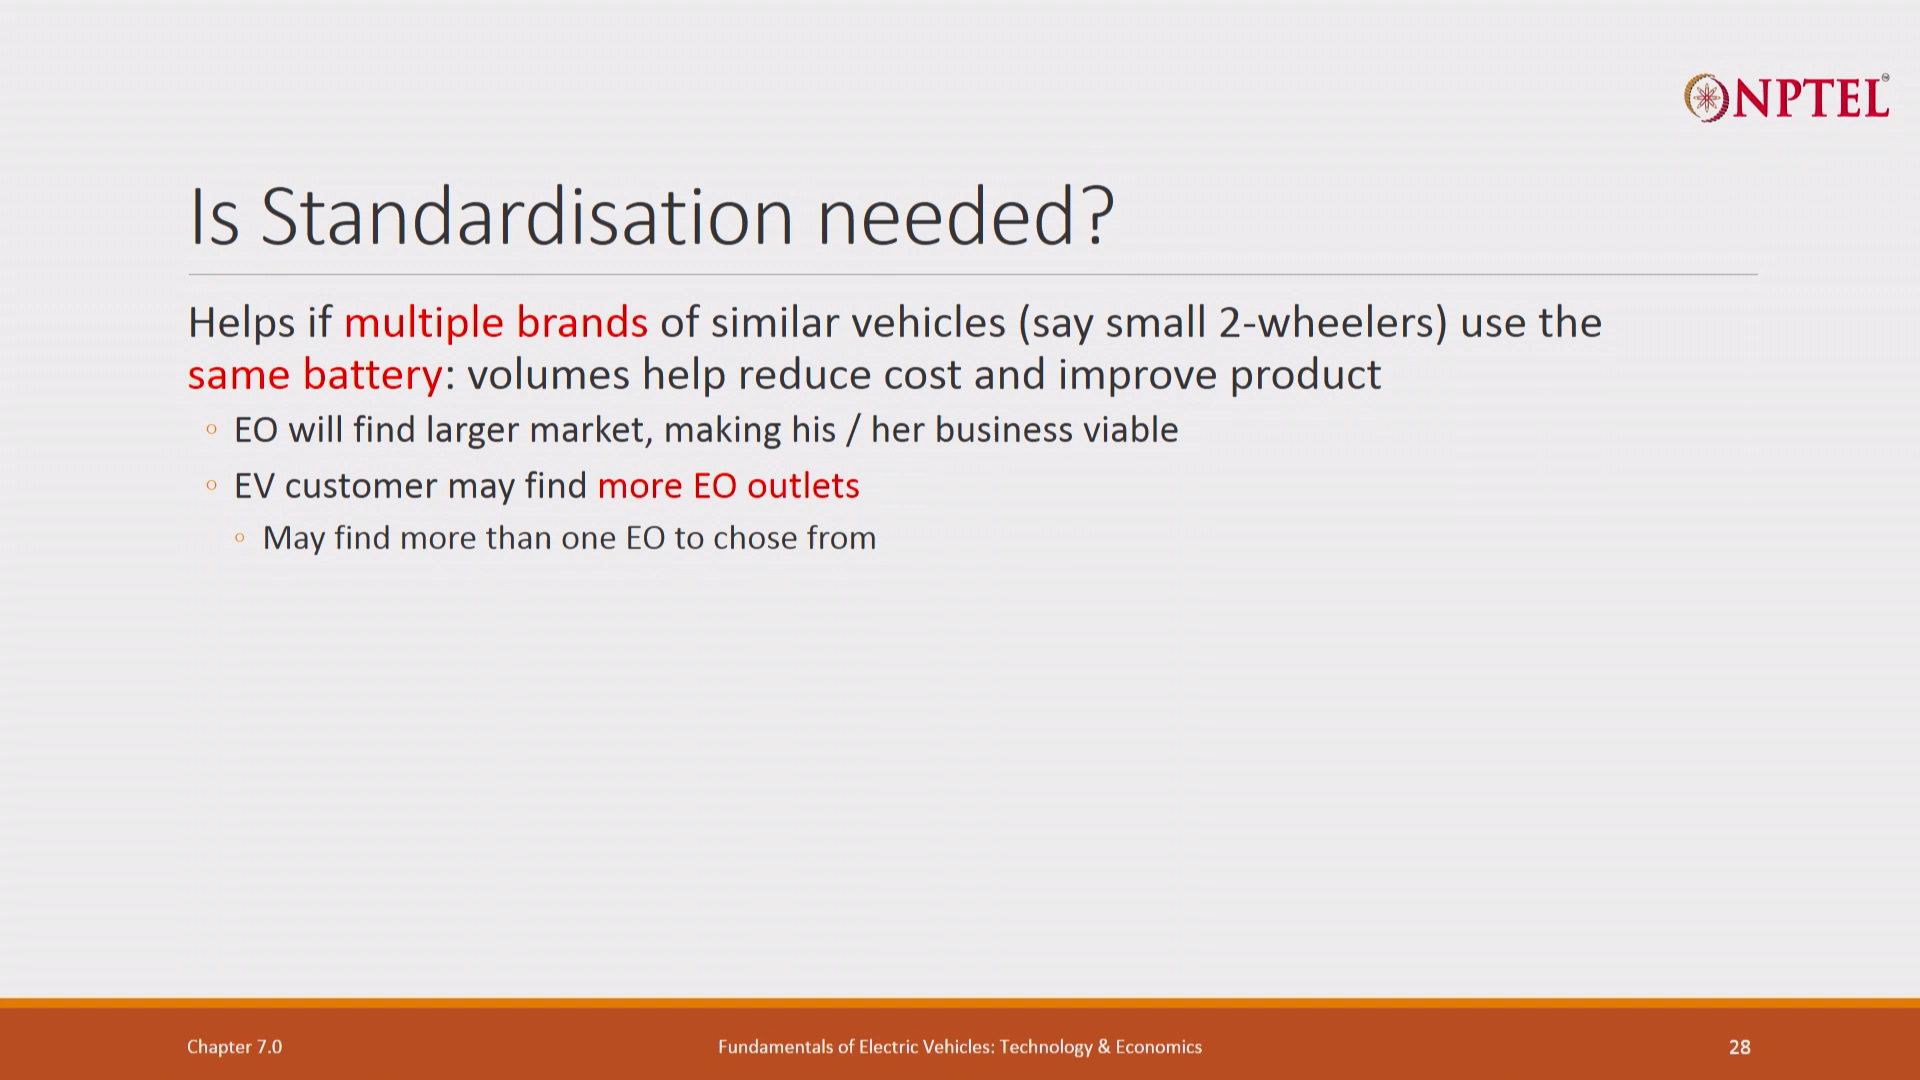 NPTEL
Is Standardisation needed?
Helps if multiple brands of similar vehicles (say small 2-wheelers) use the
same battery: volumes help reduce cost and improve product
◦ EO will find larger market, making his / her business viable
◦ EV customer may find more EO outlets
◦ May find more than one EO to chose from
Chapter 7.0
Fundamentals of Electric Vehicles: Technology & Economics
28